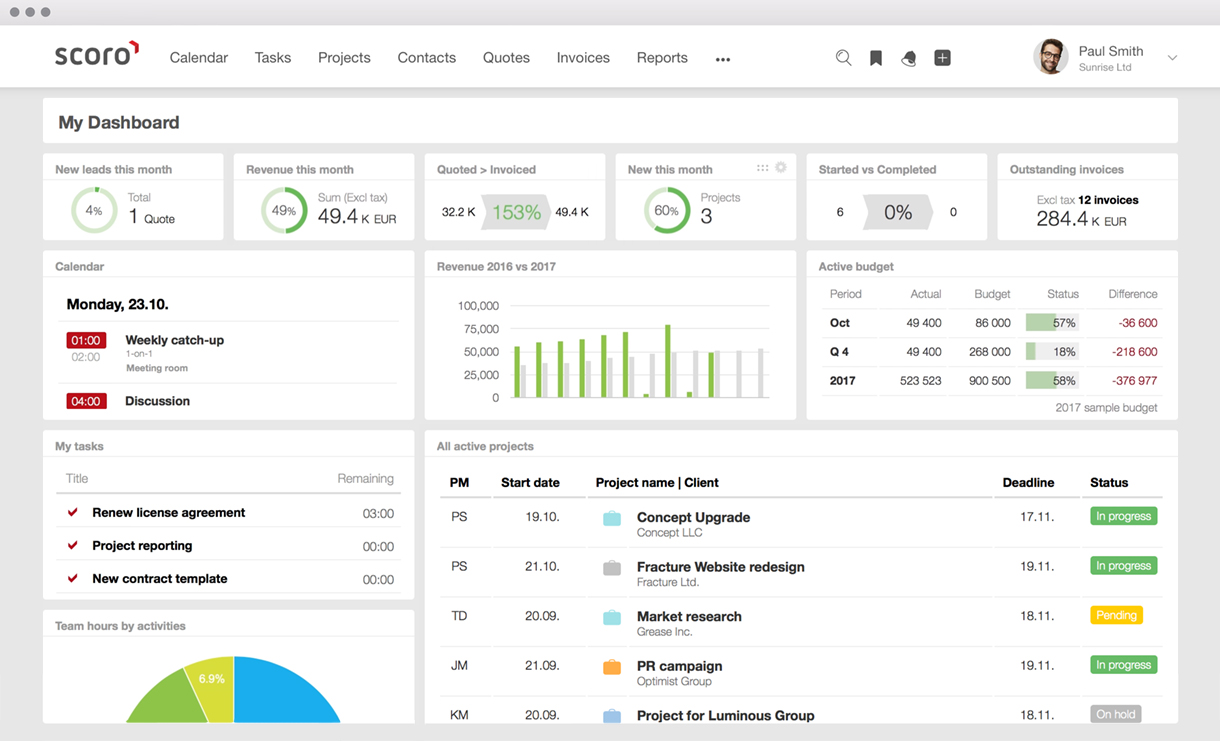 scoro
Calendar Tasks Projects Contacts Quotes Invoices Reports
Paul Smith
Sunrise Ltd
My Dashboard
New leads this month
4%
Total
1 Quote
Revenue this month
49%
Sum (Excl tax)
49.4 K EUR
Quoted > Invoiced
32.2 K 153% 49.4 K
New this month
60%
Projects
3
Started vs Completed
6 0% 0
Outstanding invoices
Excl tax 12 invoices
284.4 K EUR
Calendar
Monday, 23.10.
01:00 Weekly catch-up
02:00 1-on-1
Meeting room
04:00 Discussion
Revenue 2016 vs 2017
100,000
75,000
50,000
25,000
0
Active budget
Period Actual Budget Status Difference
Oct 49 400 86 000 57% -36 600
Q 4 49 400 268 000 18% -218 600
2017 523 523 900 500 58% -376 977
2017 sample budget
My tasks
Title Remaining
Renew license agreement 03:00
Project reporting 00:00
New contract template 00:00
Team hours by activities
6.9%
All active projects
PM Start date Project name | Client Deadline Status
PS 19.10. Concept Upgrade 17.11. In progress
Concept LLC
PS 21.10. Fracture Website redesign 19.11. In progress
Fracture Ltd.
TD 20.09. Market research 18.11. Pending
Grease Inc.
JM 21.09. PR campaign 19.11. In progress
Optimist Group
KM 20.09. Project for Luminous Group 18.11. On hold